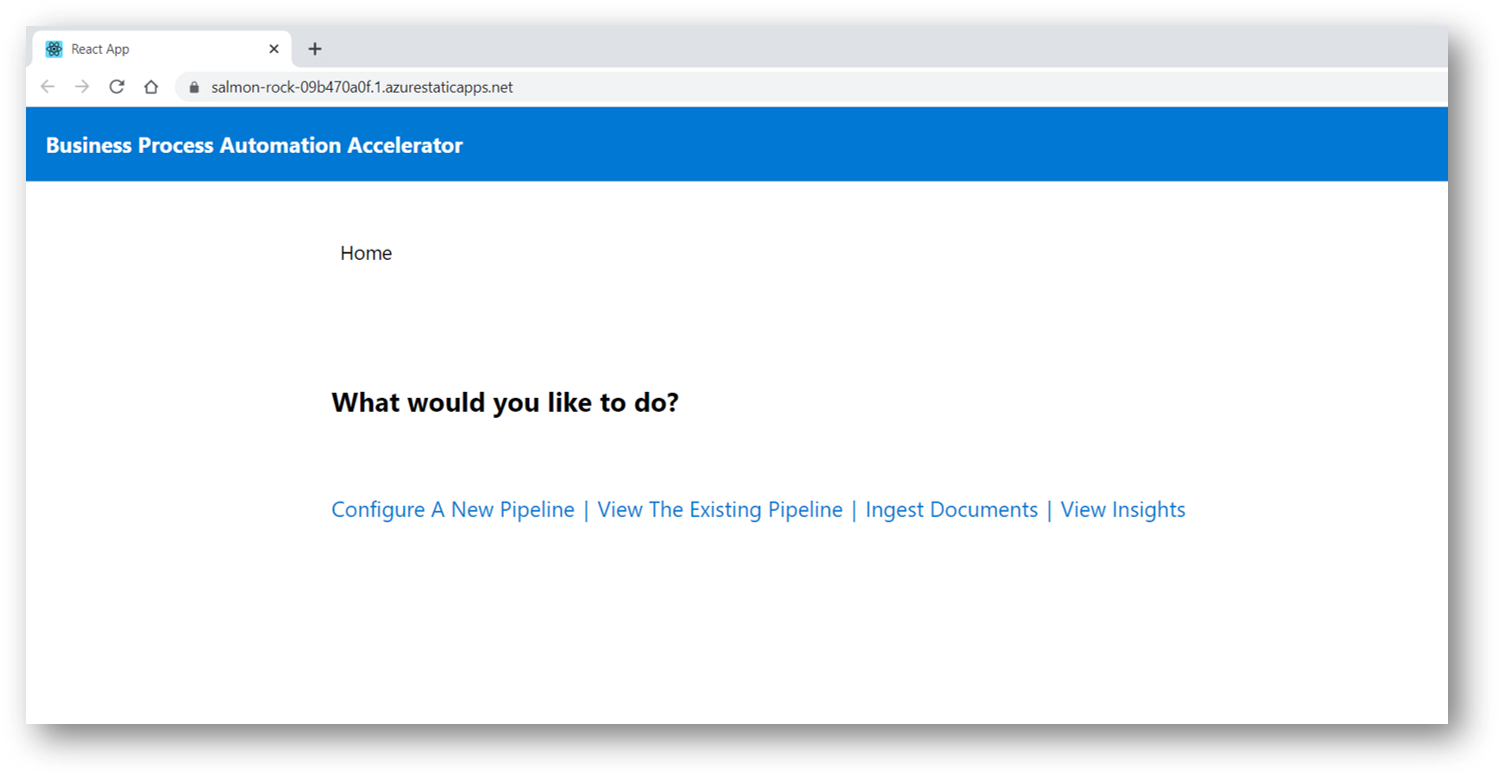 React App
salmon-rock-09b470a0f.1.azurestaticapps.net
Business Process Automation Accelerator
Home
What would you like to do?
Configure A New Pipeline | View The Existing Pipeline | Ingest Documents | View Insights